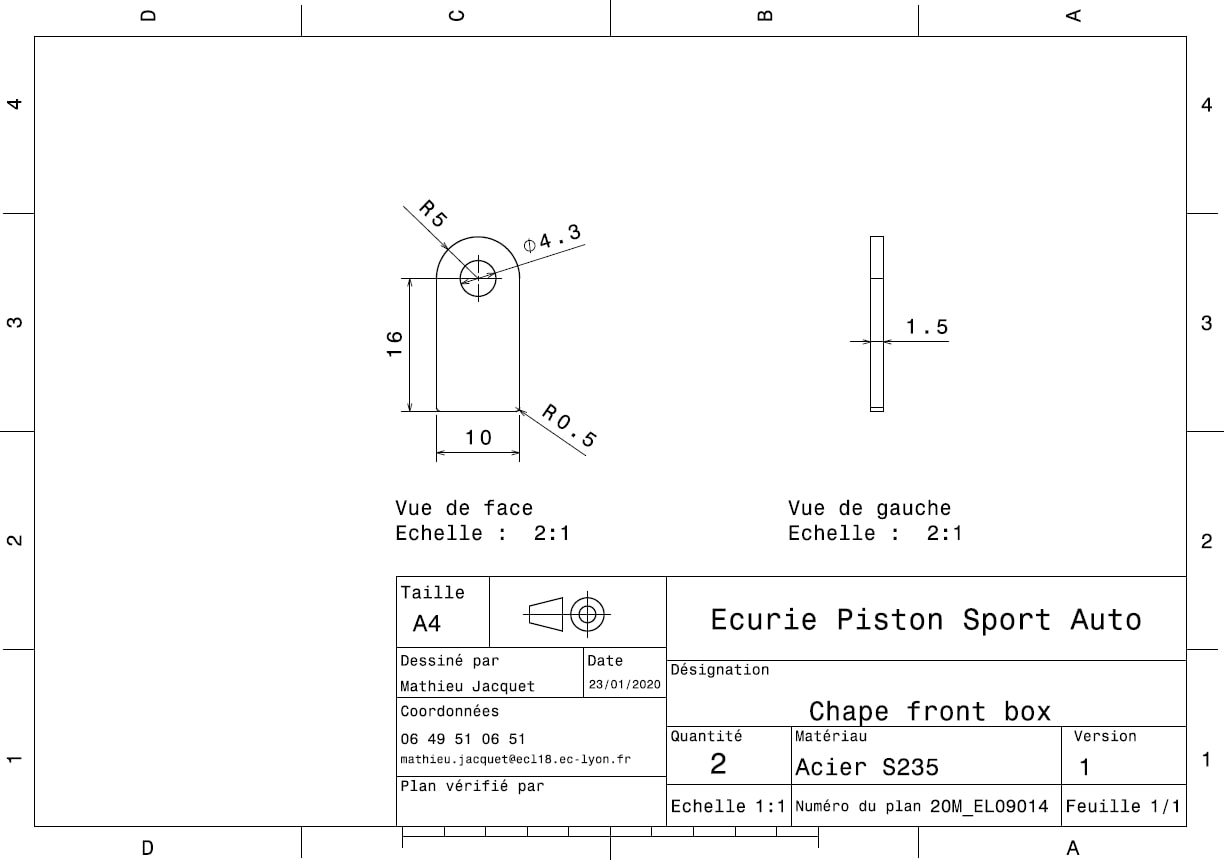 D C B A
4 4
R5
Ø4.3
3 3
1.5
16
R0.5
10
Vue de face
Echelle : 2:1
Vue de gauche
Echelle : 2:1
2 2
Taille
A4
Ecurie Piston Sport Auto
Dessiné par
Mathieu Jacquet
Date
23/01/2020
Désignation
Chape front box
Coordonnées
06 49 51 06 51
mathieu.jacquet@ecl18.ec-lyon.fr
Quantité
2
Matériau
Acier S235
Version
1
1 1
Plan vérifié par
Echelle 1:1
Numéro du plan 20M_EL09014
Feuille 1/1
D A